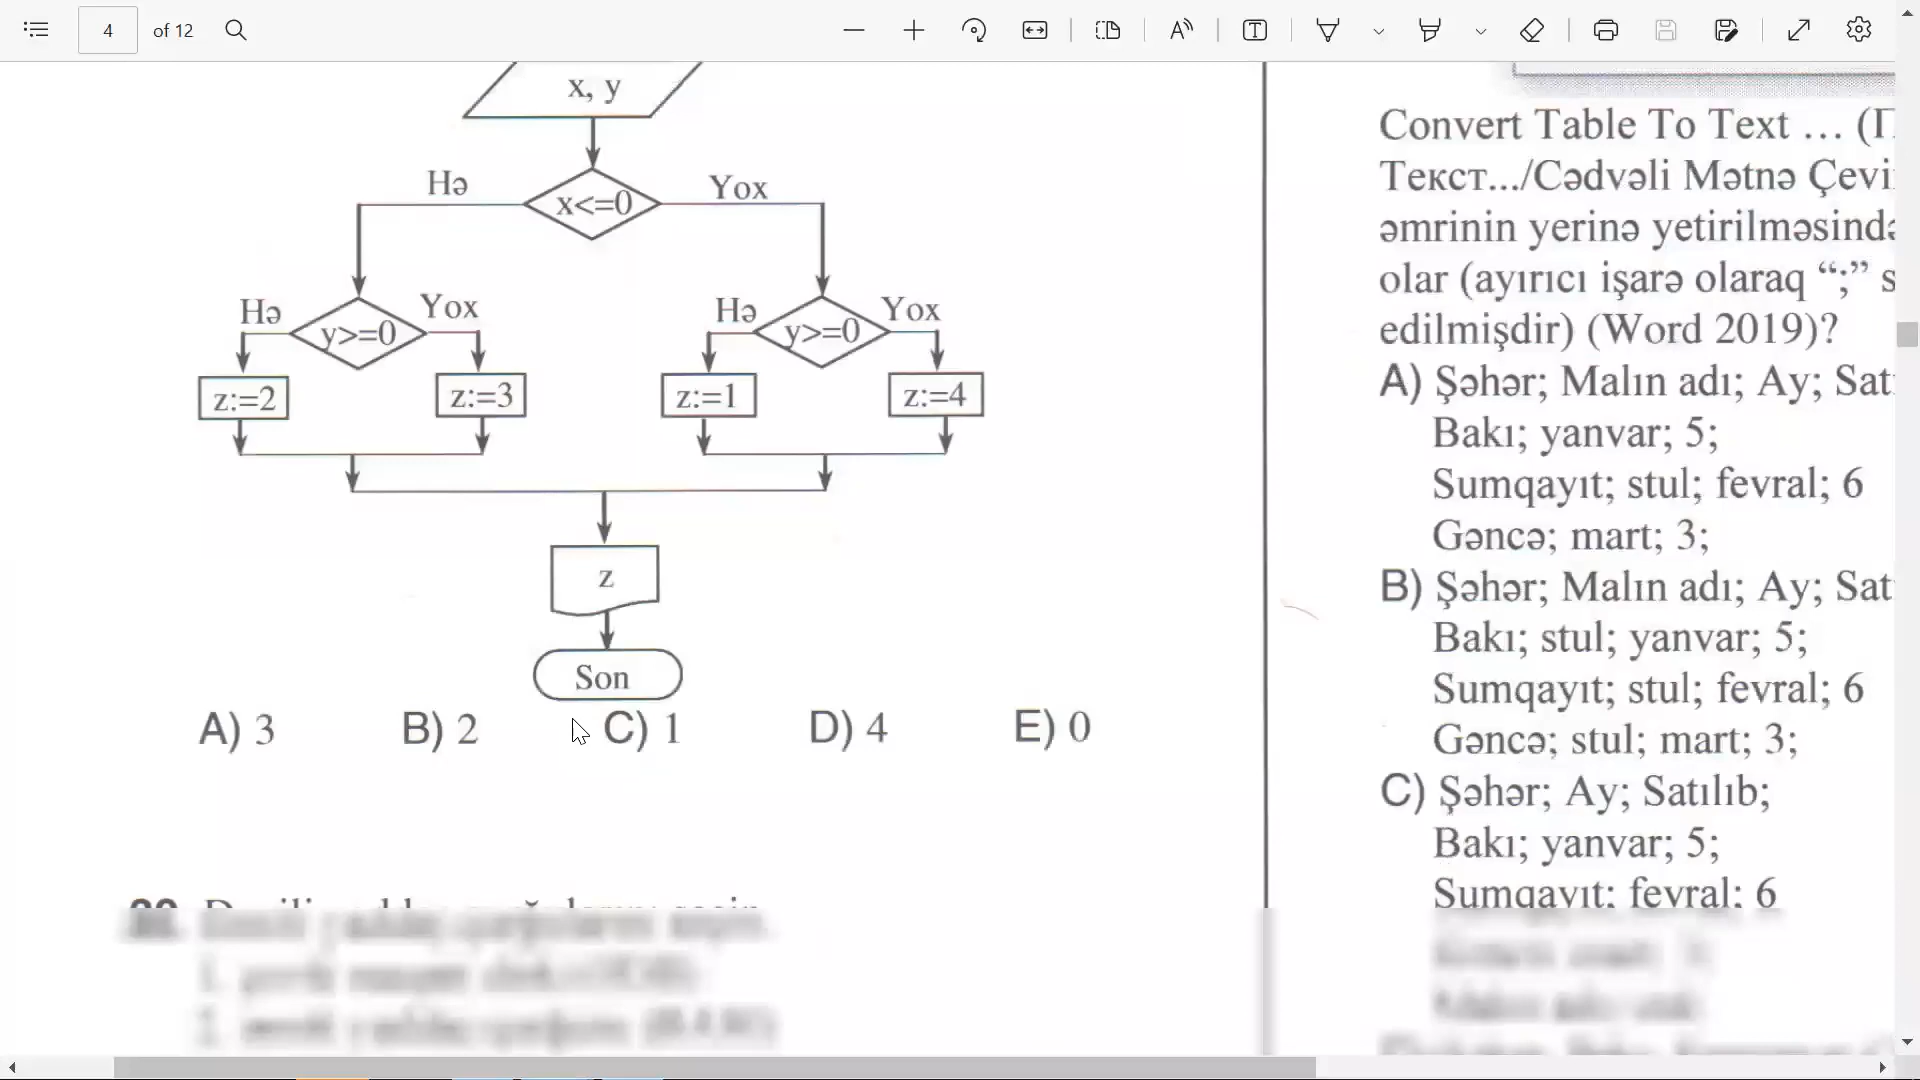 4
of 12
x, y
Hə
Yox
x<=0
Hə
Yox
Hə
Yox
y>=0
y>=0
z:=2
z:=3
z:=1
z:=4
z
Son
A) 3
B) 2
C) 1
D) 4
E) 0
Convert Table To Text … (П
Текст.../Cədvəli Mətnə Çevi
əmrinin yerinə yetirilməsində
olar (ayırıcı işarə olaraq “;” s
edilmişdir) (Word 2019)?
A) Şəhər; Malın adı; Ay; Sat
Bakı; yanvar; 5;
Sumqayıt; stul; fevral; 6
Gəncə; mart; 3;
B) Şəhər; Malın adı; Ay; Sat
Bakı; stul; yanvar; 5;
Sumqayıt; stul; fevral; 6
Gəncə; stul; mart; 3;
C) Şəhər; Ay; Satılıb;
Bakı; yanvar; 5;
Sumqayıt; fevral; 6